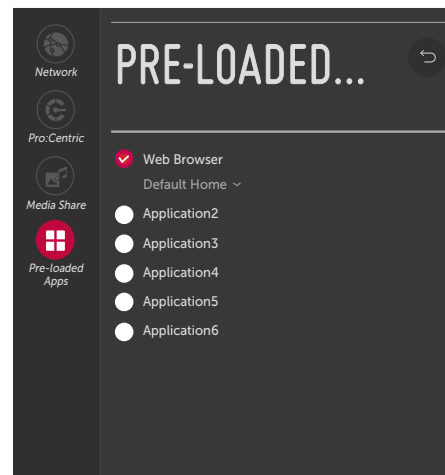 Network
Pro:Centric
Media Share
Pre-loaded
Apps
PRE-LOADED...
Web Browser
Default Home
Application2
Application3
Application4
Application5
Application6